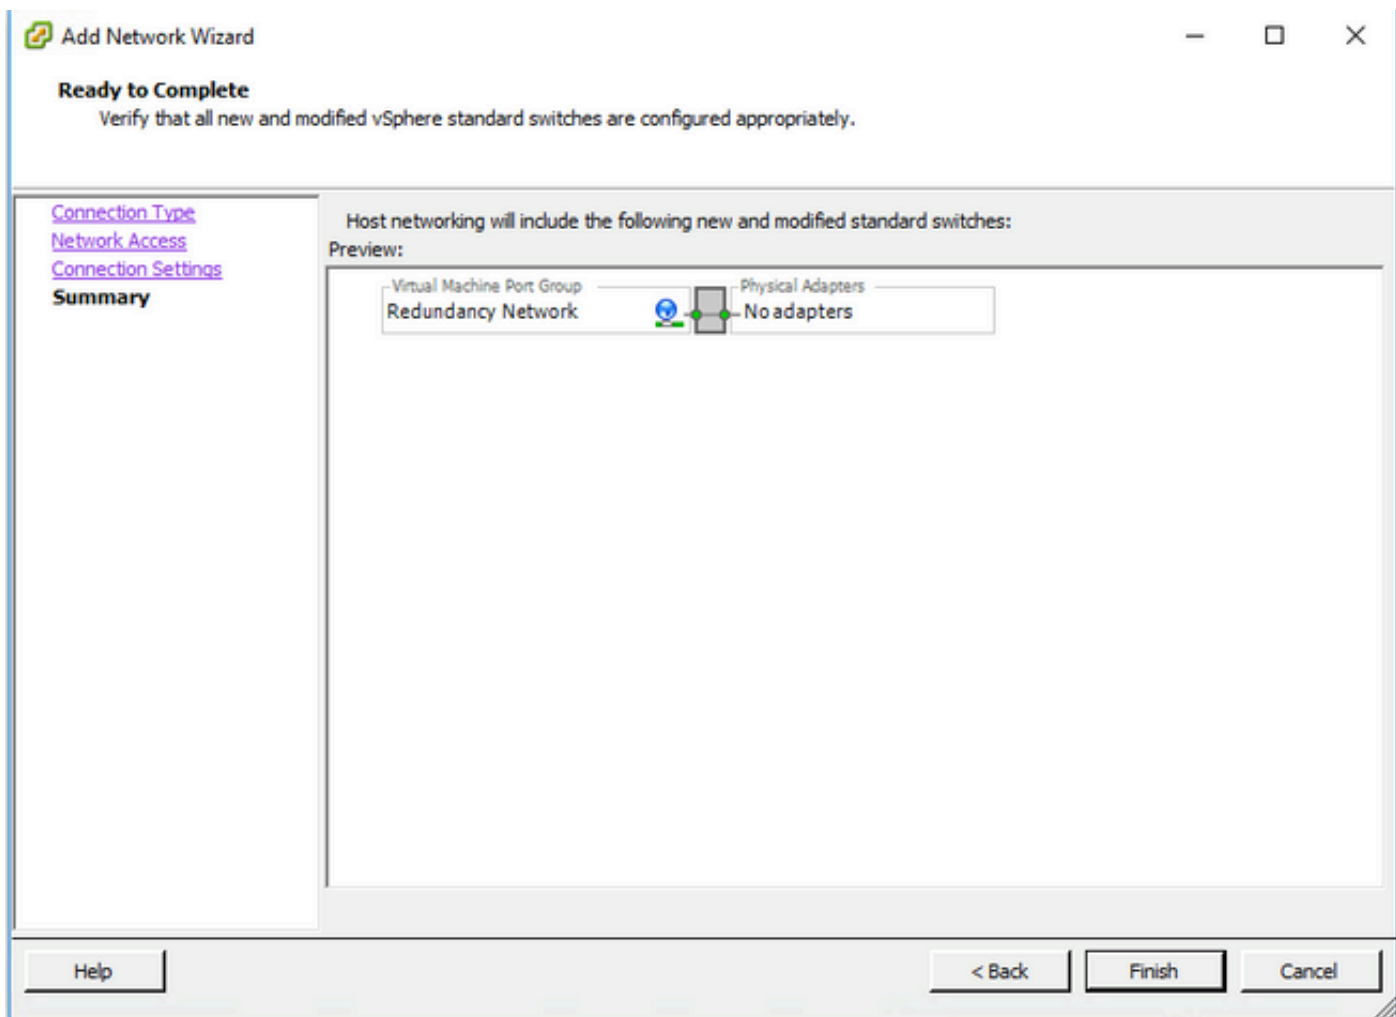 Add Network Wizard
Ready to Complete
Verify that all new and modified vSphere standard switches are configured appropriately.
Connection Type
Network Access
Connection Settings
Summary
Host networking will include the following new and modified standard switches:
Preview:
Virtual Machine Port Group
Redundancy Network
Physical Adapters
No adapters
Help
< Back
Finish
Cancel